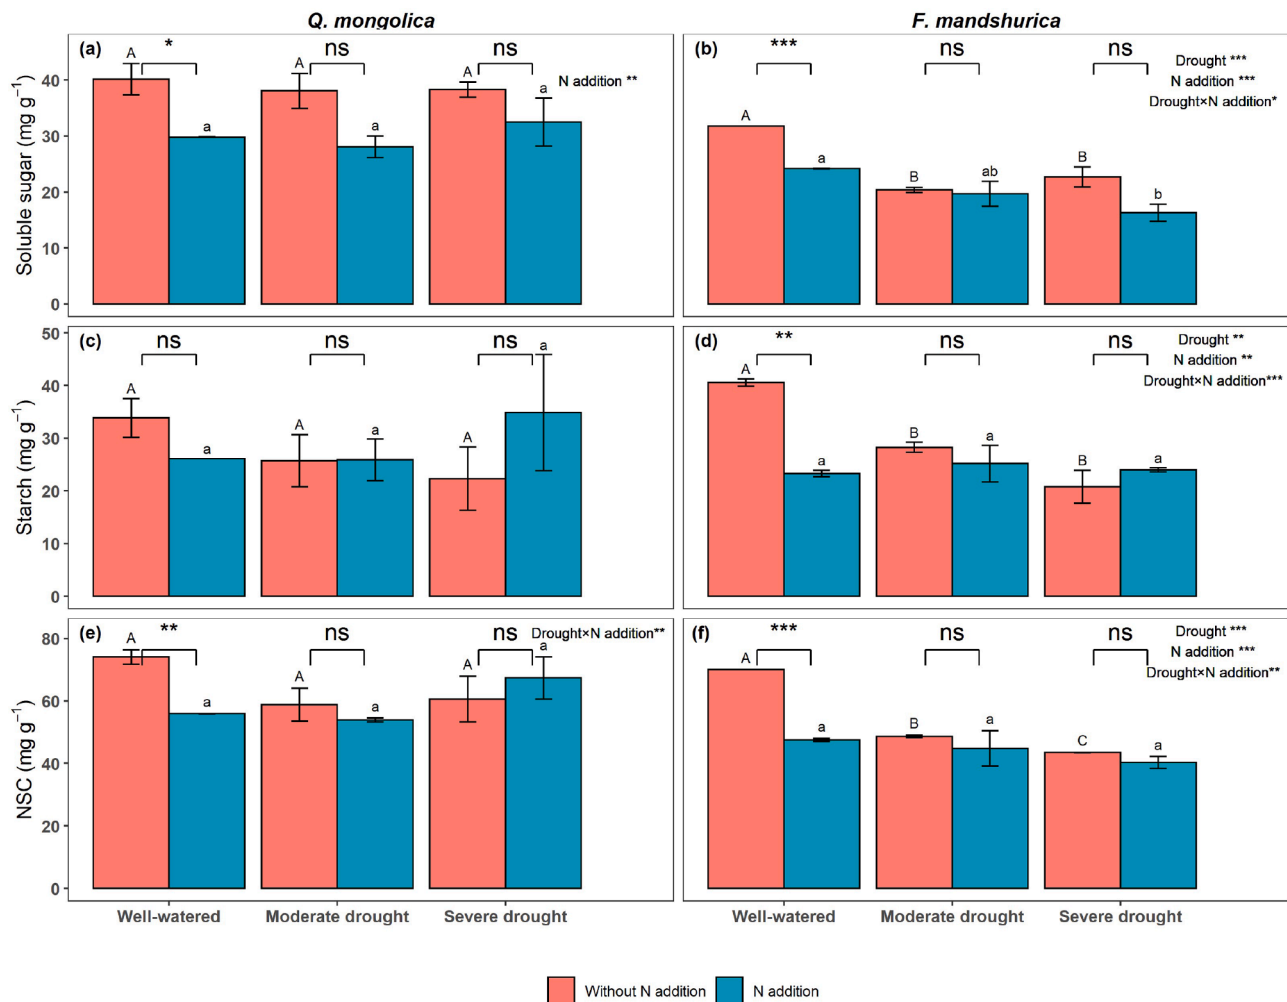 Q. mongolica
F. mandshurica
(a)
*
ns
ns
N addition **
A
a
A
a
A
a
Soluble sugar (mg g⁻¹)
40
30
20
10
0
(b)
***
ns
ns
Drought ***
N addition ***
Drought×N addition*
A
a
B
ab
B
b
(c)
ns
ns
ns
A
a
A
a
A
a
Starch (mg g⁻¹)
50
40
30
20
10
0
(d)
**
ns
ns
Drought **
N addition **
Drought×N addition***
A
a
B
a
B
a
(e)
**
ns
ns
Drought×N addition**
A
a
A
a
A
a
NSC (mg g⁻¹)
80
60
40
20
0
(f)
***
ns
ns
Drought ***
N addition ***
Drought×N addition**
A
a
B
a
C
a
Well-watered
Moderate drought
Severe drought
Well-watered
Moderate drought
Severe drought
Without N addition
N addition